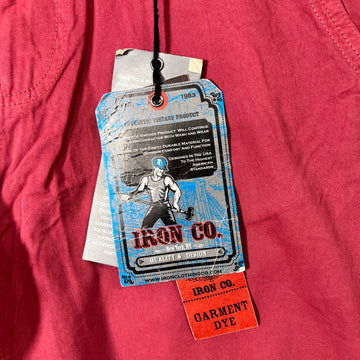 1983
VINTAGE PRODUCT
VINTAGE PRODUCT WILL CONTINUE
CHARACTER WITH WASH AND WEAR
OF THE FINEST DURABLE MATERIAL FOR
COMFORT AND FUNCTION
DESIGNED IN THE USA
TO THE HIGHEST
AMERICAN
STANDARDS
IRON CO.
New York, NY
QUALITY & DESIGN
WWW.IRONCLOTHINGCO.COM
IRON CO.
GARMENT
DYE